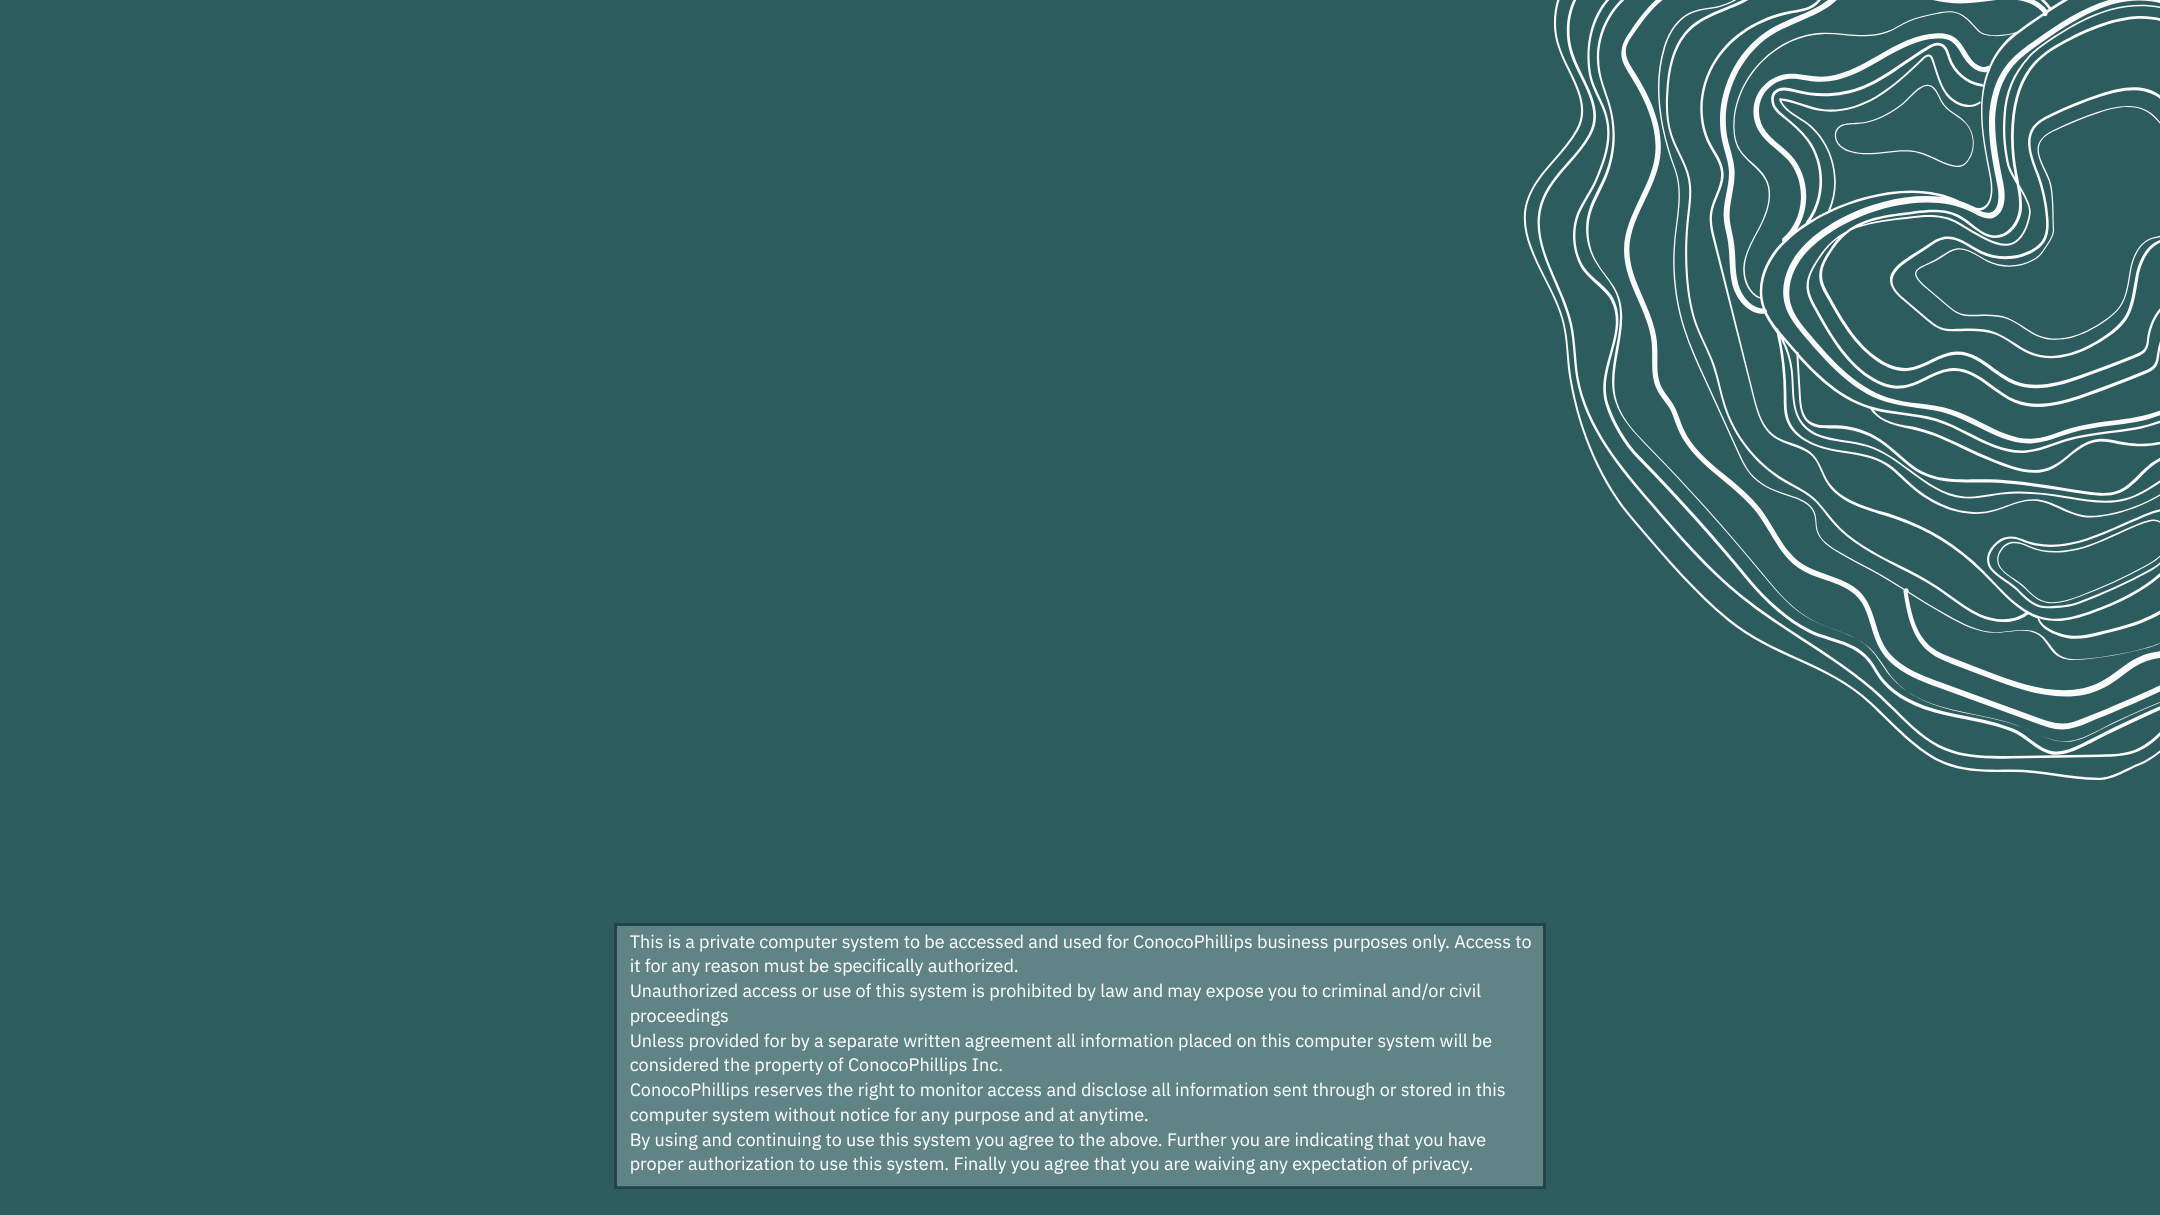 This is a private computer system to be accessed and used for ConocoPhillips business purposes only. Access to
it for any reason must be specifically authorized.
Unauthorized access or use of this system is prohibited by law and may expose you to criminal and/or civil
proceedings
Unless provided for by a separate written agreement all information placed on this computer system will be
considered the property of ConocoPhillips Inc.
ConocoPhillips reserves the right to monitor access and disclose all information sent through or stored in this
computer system without notice for any purpose and at anytime.
By using and continuing to use this system you agree to the above. Further you are indicating that you have
proper authorization to use this system. Finally you agree that you are waiving any expectation of privacy.